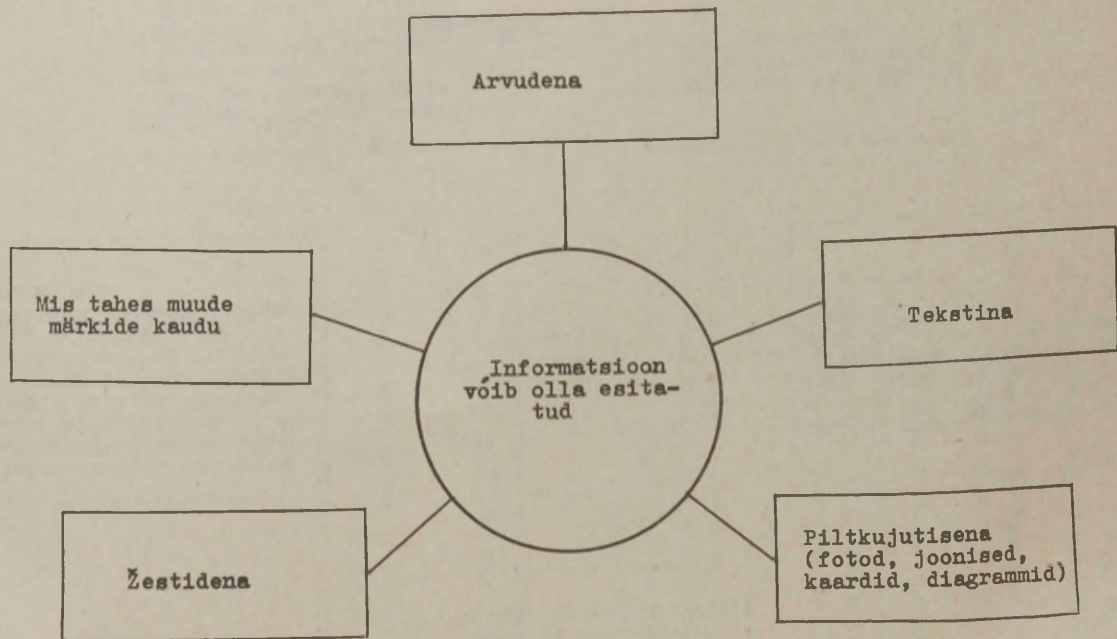 Arvudena
Mis tahes muude
märkide kaudu
Tekstina
Informatsioon
võib olla esita-
tud
Žestidena
Piltkujutisena
(fotod, joonised,
kaardid, diagrammid)